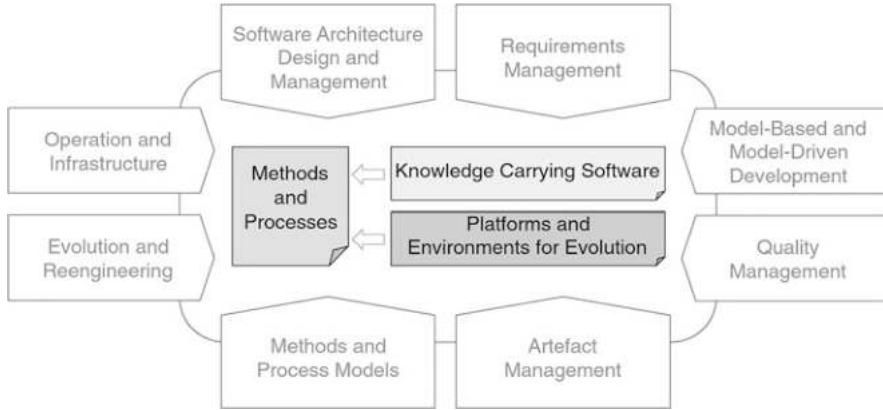 Software Architecture
Design and
Management
Requirements
Management
Operation and
Infrastructure
Model-Based and
Model-Driven
Development
Methods
and
Processes
Knowledge Carrying Software
Platforms and
Environments for Evolution
Evolution and
Reengineering
Quality
Management
Methods and
Process Models
Artefact
Management